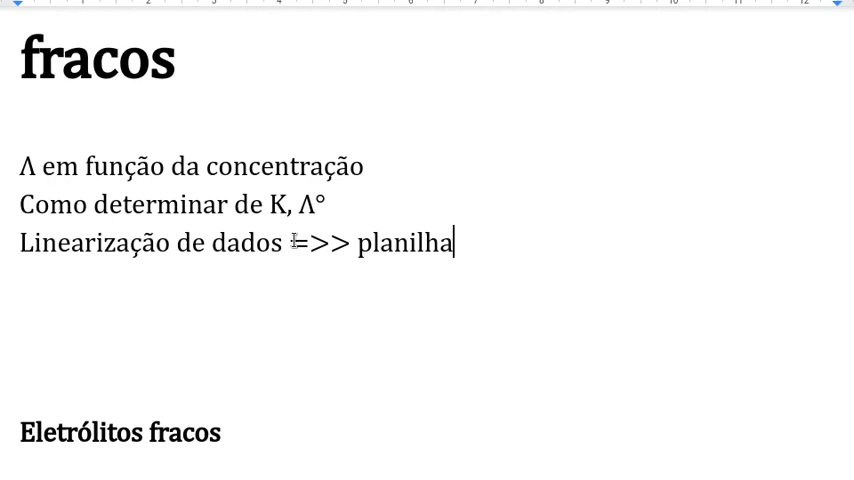 fracos
Λ em função da concentração
Como determinar de K, Λ°
Linearização de dados =>> planilha
Eletrólitos fracos